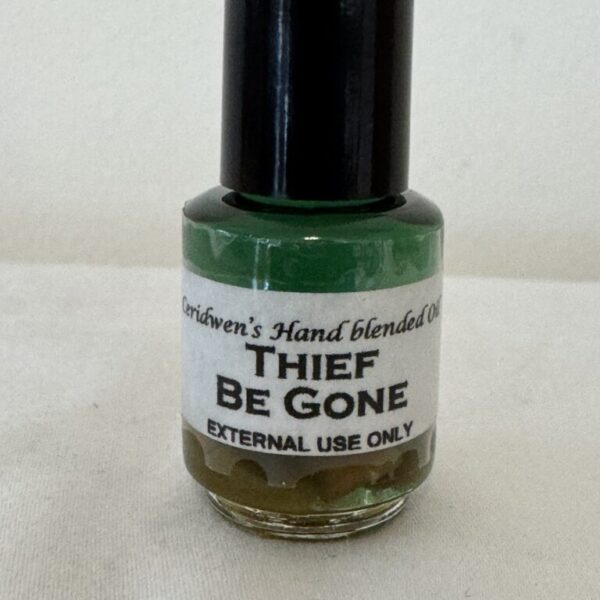 Ceridwen's Hand blended Oil
THIEF
BE GONE
EXTERNAL USE ONLY